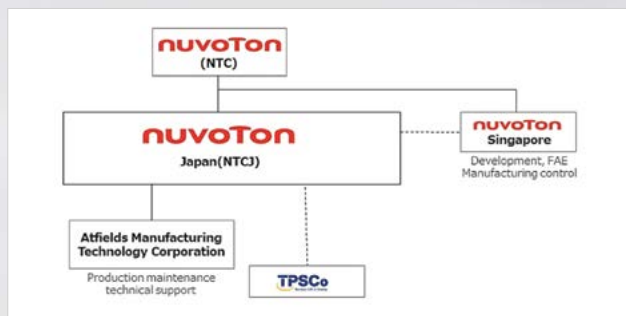 nuvoTon
(NTC)
nuvoTon
Japan(NTCJ)
nuvoTon
Singapore
Development, FAE
Manufacturing control
Atfields Manufacturing
Technology Corporation
Production maintenance
technical support
TPSCo